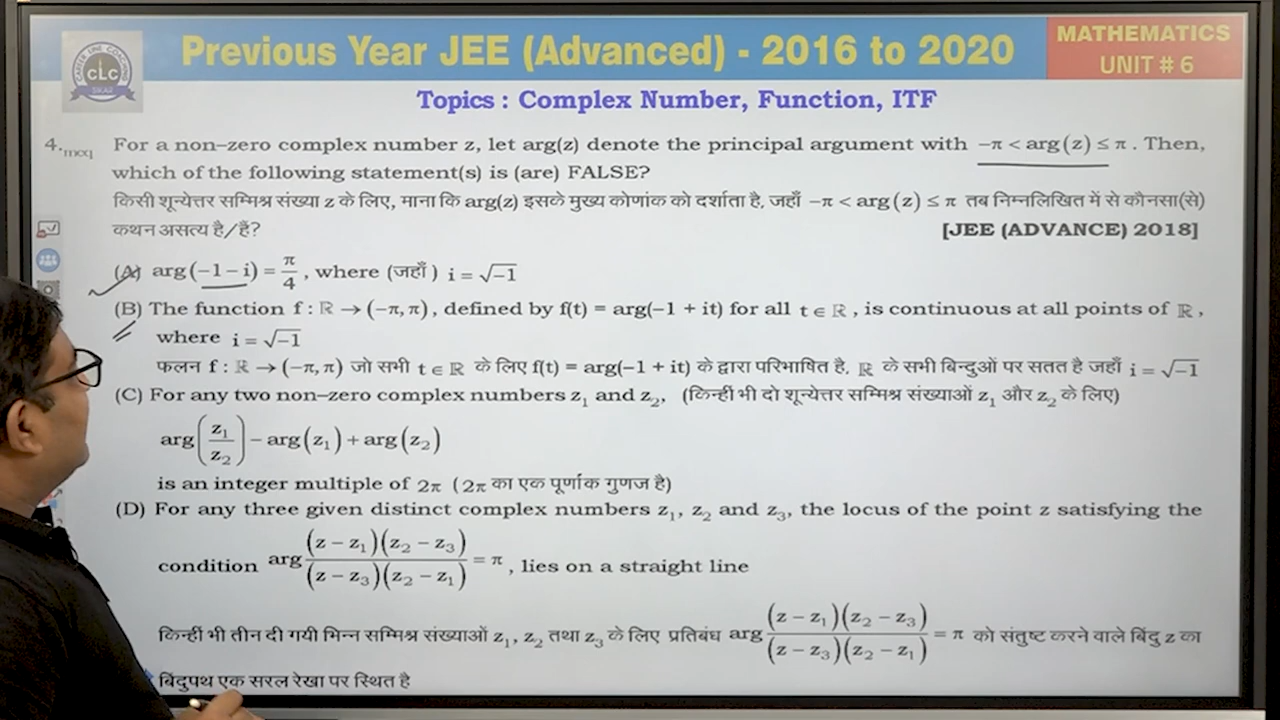 CLC
SIKAR
Previous Year JEE (Advanced) - 2016 to 2020
MATHEMATICS
UNIT # 6
Topics : Complex Number, Function, ITF
4. mcq For a non–zero complex number z, let arg(z) denote the principal argument with −π < arg(z) ≤ π . Then,
which of the following statement(s) is (are) FALSE?
किसी शून्येत्तर सम्मिश्र संख्या z के लिए, माना कि arg(z) इसके मुख्य कोणांक को दर्शाता है, जहाँ −π < arg(z) ≤ π तब निम्नलिखित में से कौनसा(से)
कथन असत्य है/हैं? [JEE (ADVANCE) 2018]
(A) arg(−1−i) = π/4 , where (जहाँ ) i = √−1
(B) The function f : ℝ → (−π, π), defined by f(t) = arg(−1 + it) for all t ∈ ℝ , is continuous at all points of ℝ ,
where i = √−1
फलन f : ℝ → (−π, π) जो सभी t ∈ ℝ के लिए f(t) = arg(−1 + it) के द्वारा परिभाषित है, ℝ के सभी बिन्दुओं पर सतत है जहाँ i = √−1
(C) For any two non–zero complex numbers z₁ and z₂, (किन्हीं भी दो शून्येत्तर सम्मिश्र संख्याओं z₁ और z₂ के लिए)
arg(z₁/z₂) − arg(z₁) + arg(z₂)
is an integer multiple of 2π (2π का एक पूर्णाक गुणज है)
(D) For any three given distinct complex numbers z₁, z₂ and z₃, the locus of the point z satisfying the
condition arg (z − z₁)(z₂ − z₃)/(z − z₃)(z₂ − z₁) = π , lies on a straight line
किन्हीं भी तीन दी गयी भिन्न सम्मिश्र संख्याओं z₁, z₂ तथा z₃ के लिए प्रतिबंध arg (z − z₁)(z₂ − z₃)/(z − z₃)(z₂ − z₁) = π को संतुष्ट करने वाले बिंदु z का
बिंदुपथ एक सरल रेखा पर स्थित है